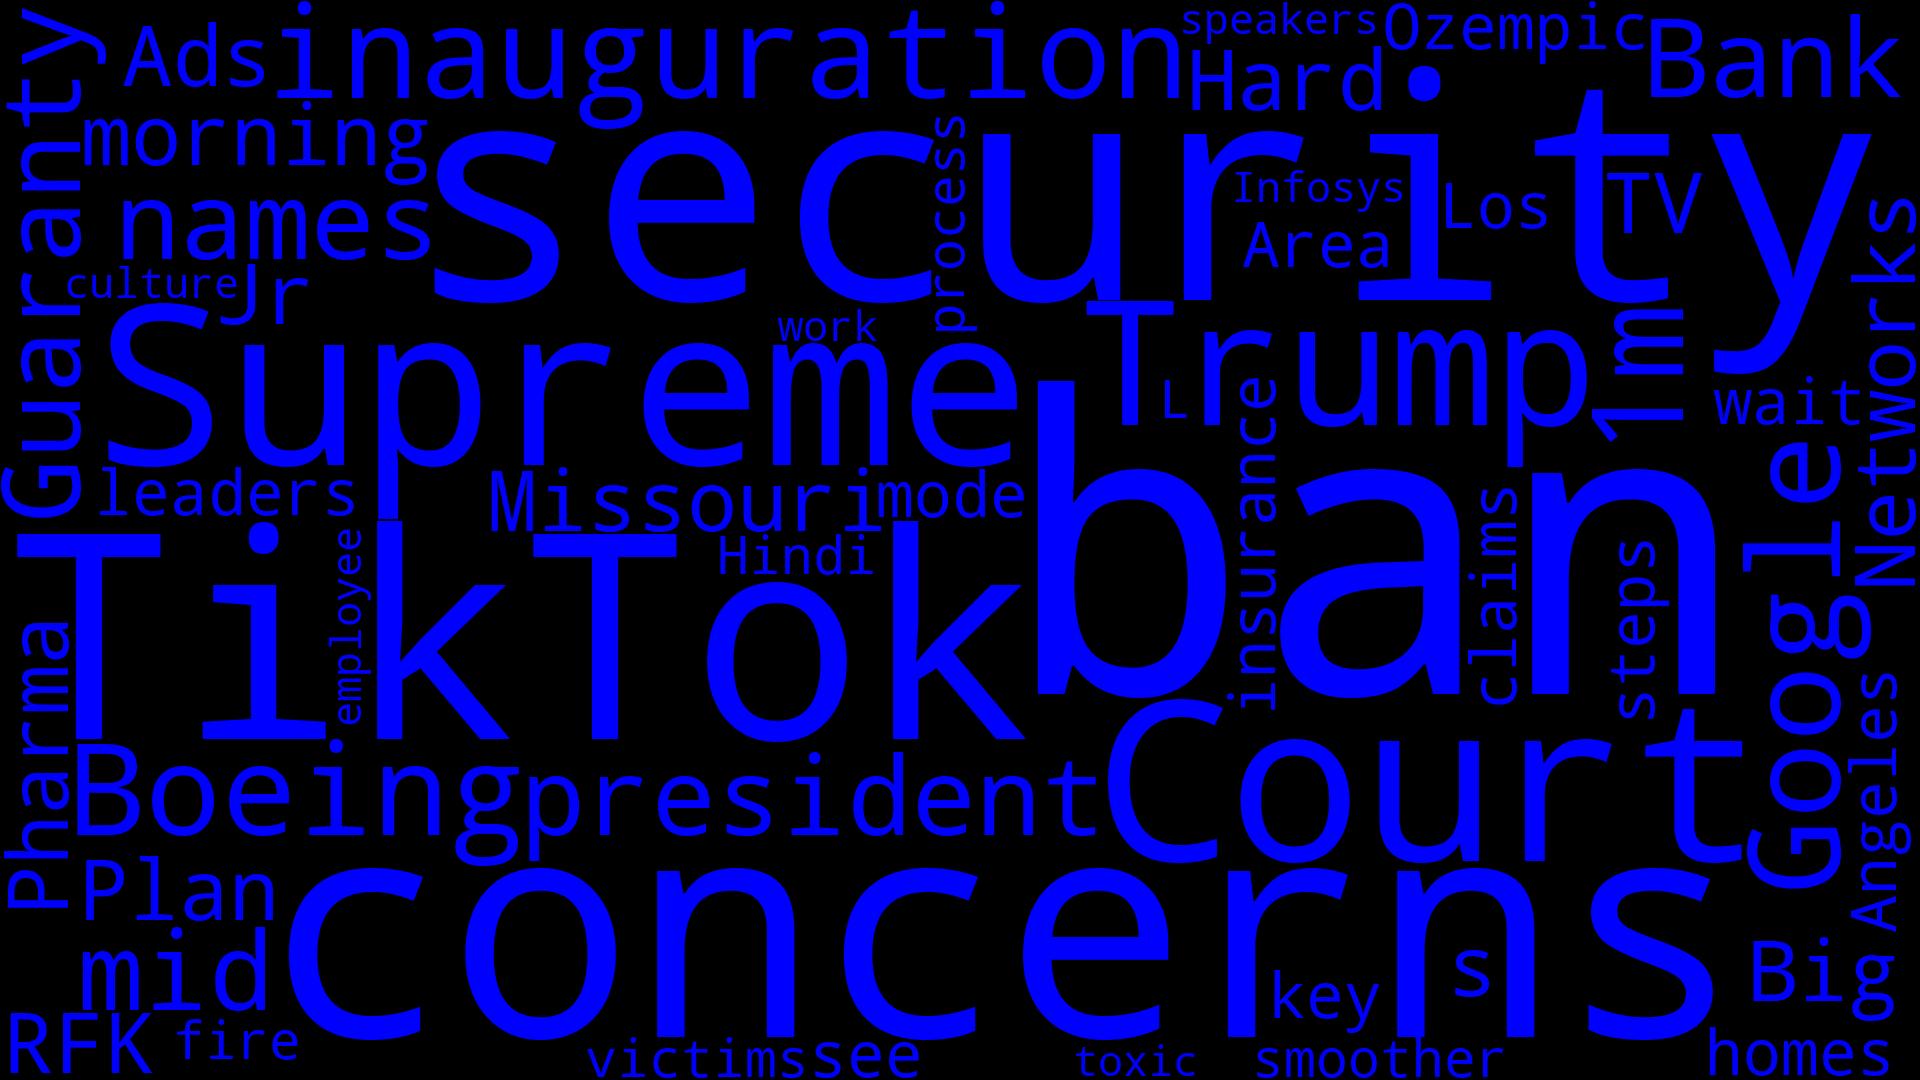 speakers
Ozempic
Ads
inauguration
Bank
Hard
Guaranty
morning
security
names
process
Infosys
Los
TV
Area
Networks
culture
Jr
Supreme
work
Trump
1m
L
wait
leaders
Missouri
mode
ban
insurance
claims
steps
Google
TikTok
Hindi
employee
Pharma
Boeing
president
Court
Angeles
Plan
concerns
mid
key
s
Big
RFK
fire
victims
see
toxic
smoother
homes